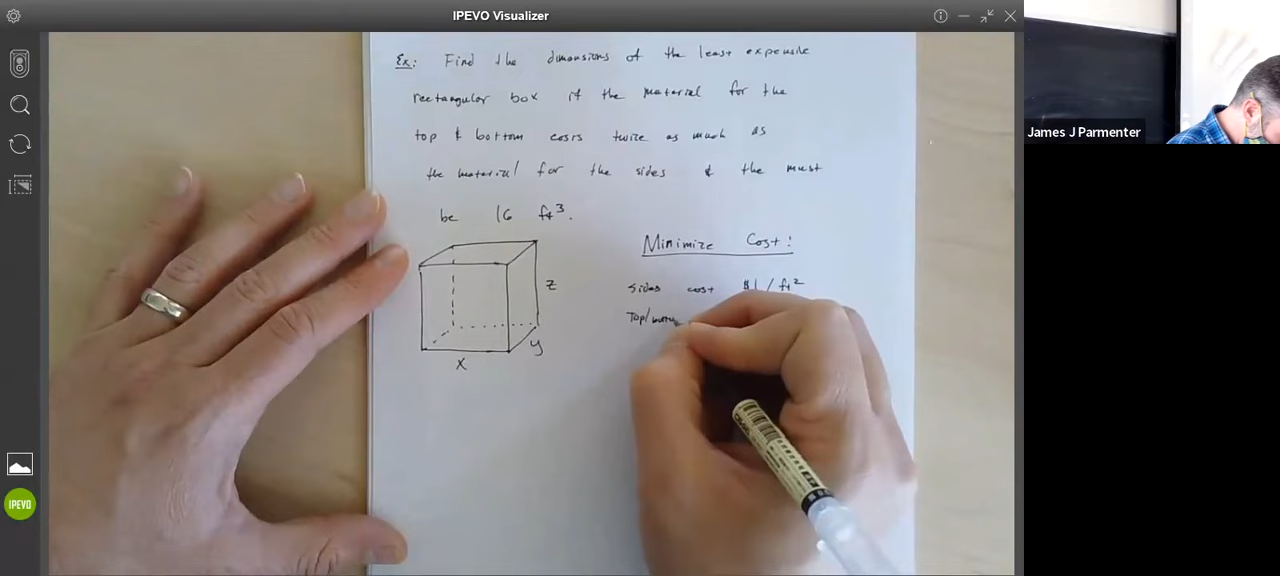 IPEVO Visualizer
Ex: Find the dimensions of the least expensive
rectangular box if the material for the
top & bottom costs twice as much as
the material for the sides & the must
be 16 ft³.
Minimize Cost:
sides cost $1/ft²
Top/
z
y
x
James J Parmenter
IPEVO